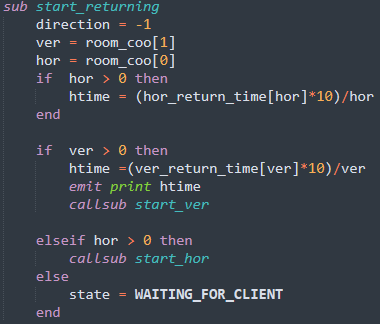 sub start_returning
    direction = -1
    ver = room_coo[1]
    hor = room_coo[0]
    if  hor > 0 then
        htime = (hor_return_time[hor]*10)/hor
    end

    if  ver > 0 then
        htime =(ver_return_time[ver]*10)/ver
        emit print htime
        callsub start_ver

    elseif hor > 0 then
        callsub start_hor
    else
        state = WAITING_FOR_CLIENT
    end